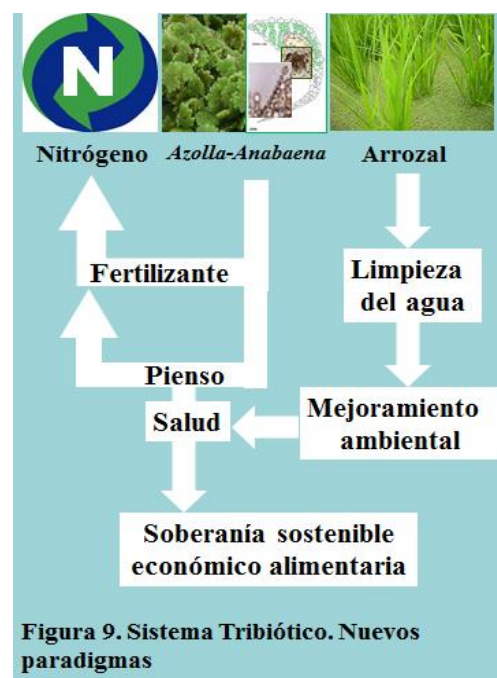 N
Nitrógeno
Azolla-Anabaena
Arrozal
Fertilizante
Limpieza
del agua
Pienso
Salud
Mejoramiento
ambiental
Soberanía sostenible
económico alimentaria
Figura 9. Sistema Tribiótico. Nuevos
paradigmas